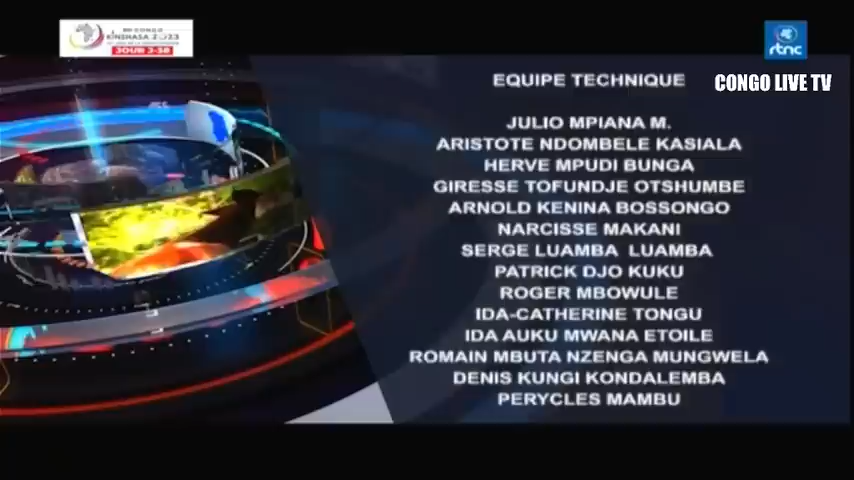 KINSHASA 2023
JOUR J-58
rtnc
CONGO LIVE TV
EQUIPE TECHNIQUE
JULIO MPIANA M.
ARISTOTE NDOMBELE KASIALA
HERVE MPUDI BUNGA
GIRESSE TOFUNDJE OTSHUMBE
ARNOLD KENINA BOSSONGO
NARCISSE MAKANI
SERGE LUAMBA LUAMBA
PATRICK DJO KUKU
ROGER MBOWULE
IDA-CATHERINE TONGU
IDA AUKU MWANA ETOILE
ROMAIN MBUTA NZENGA MUNGWELA
DENIS KUNGI KONDALEMBA
PERYCLES MAMBU